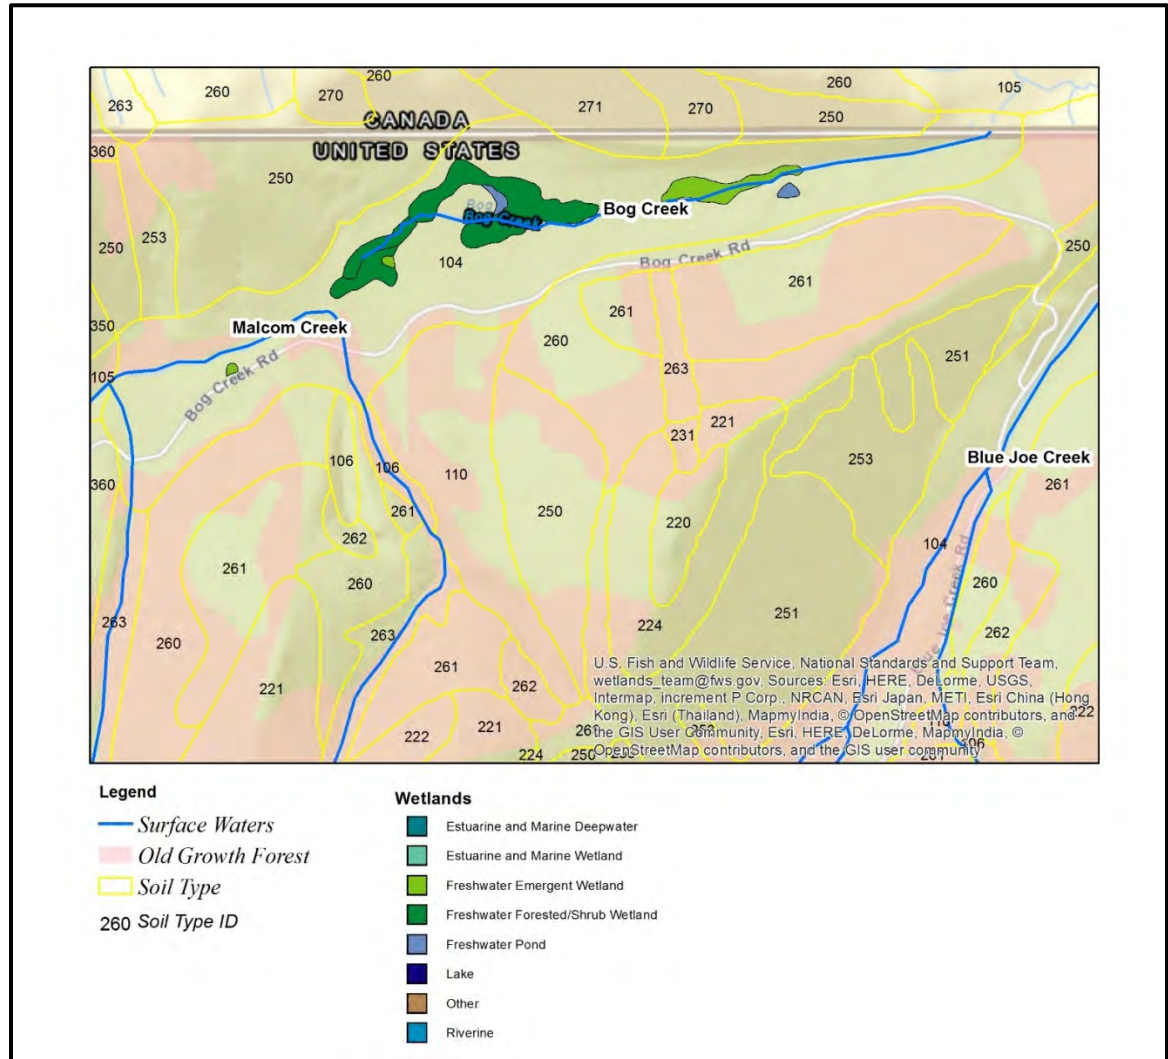 260
263
260
270
271
270
260
250
105
CANADA
UNITED STATES
360
250
250
253
250
Bog Creek
Bog Creek
104
Bog Creek Rd
250
261
261
350
Malcom Creek
260
251
105
Bog Creek Rd
263
221
231
253
Blue Joe Creek
106
106
110
360
261
250
261
262
220
104
261
260
260
Blue Joe Creek Rd
263
260
263
251
224
262
221
261
262
222
221
224
250
222
U.S. Fish and Wildlife Service, National Standards and Support Team,
wetlands_team@fws.gov, Sources: Esri, HERE, DeLorme, USGS,
Intermap, increment P Corp., NRCAN, Esri Japan, METI, Esri China (Hong
Kong), Esri (Thailand), MapmyIndia, © OpenStreetMap contributors, and
the GIS User Community, Esri, HERE, DeLorme, MapmyIndia, ©
OpenStreetMap contributors, and the GIS user community
Legend
Surface Waters
Old Growth Forest
Soil Type
260 Soil Type ID
Wetlands
Estuarine and Marine Deepwater
Estuarine and Marine Wetland
Freshwater Emergent Wetland
Freshwater Forested/Shrub Wetland
Freshwater Pond
Lake
Other
Riverine